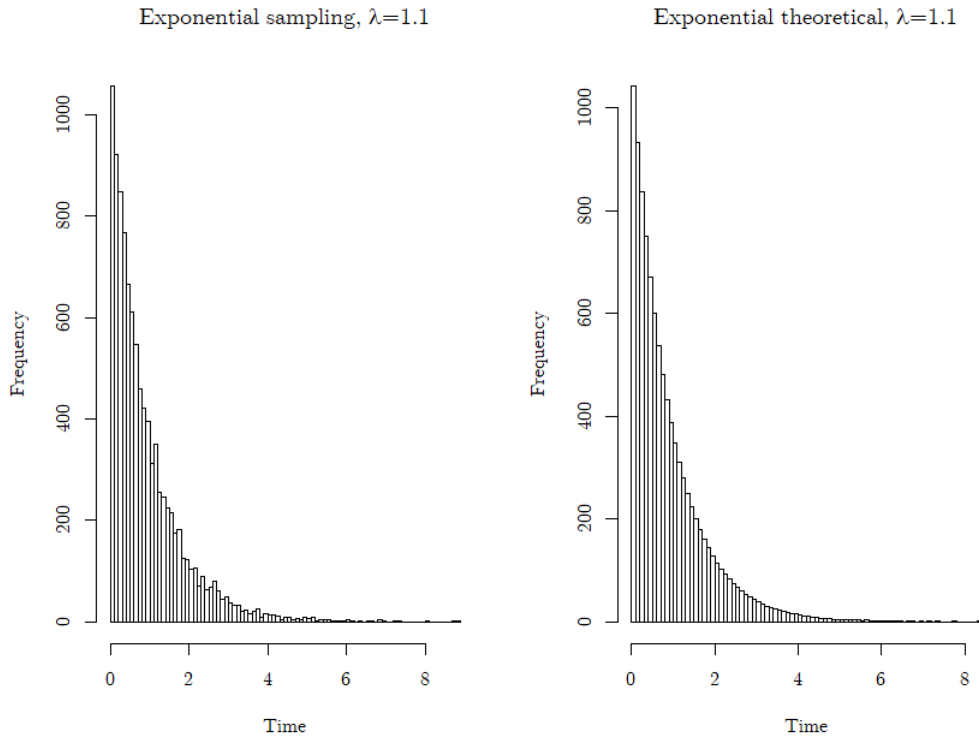 Exponential sampling, λ=1.1
Frequency
0
200
400
600
800
1000
0 2 4 6 8
Time
Exponential theoretical, λ=1.1
Frequency
0
200
400
600
800
1000
0 2 4 6 8
Time